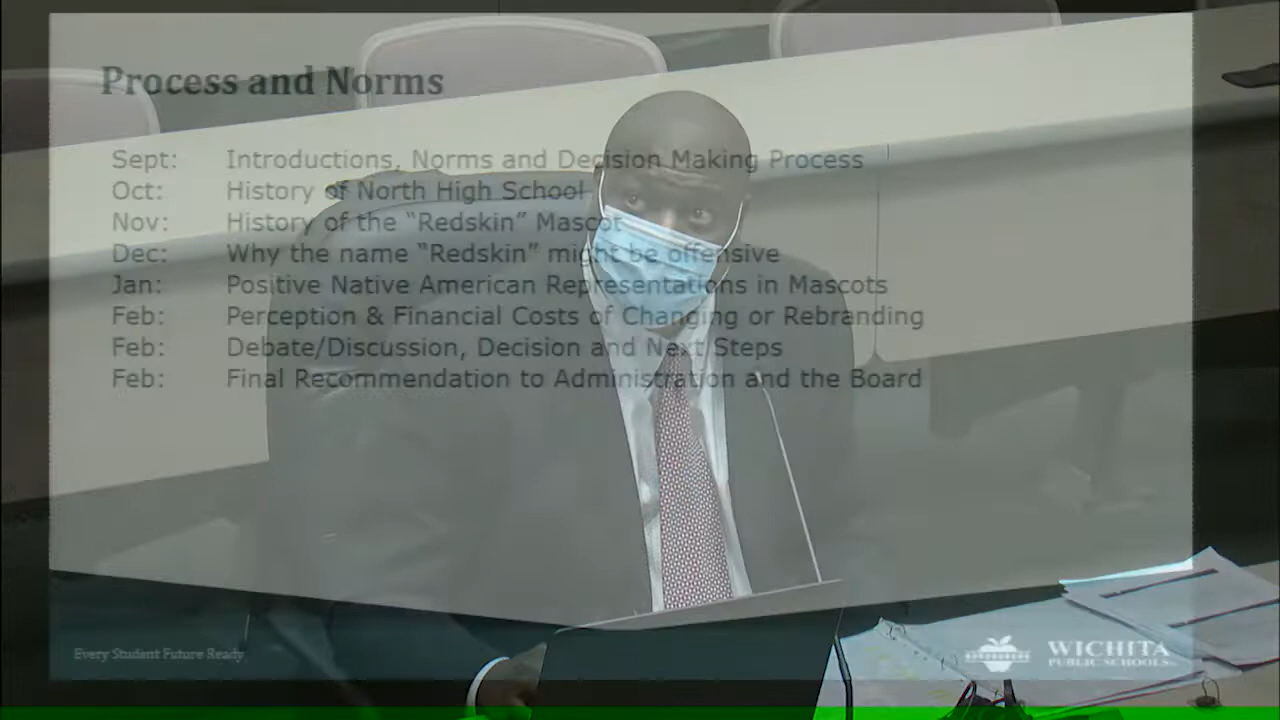 Process and Norms
Sept: Introductions, Norms and Decision Making Process
Oct: History of North High School
Nov: History of the “Redskin” Mascot
Dec: Why the name “Redskin” might be offensive
Jan: Positive Native American Representations in Mascots
Feb: Perception & Financial Costs of Changing or Rebranding
Feb: Debate/Discussion, Decision and Next Steps
Feb: Final Recommendation to Administration and the Board
Every Student Future Ready
WICHITA
PUBLIC SCHOOLS